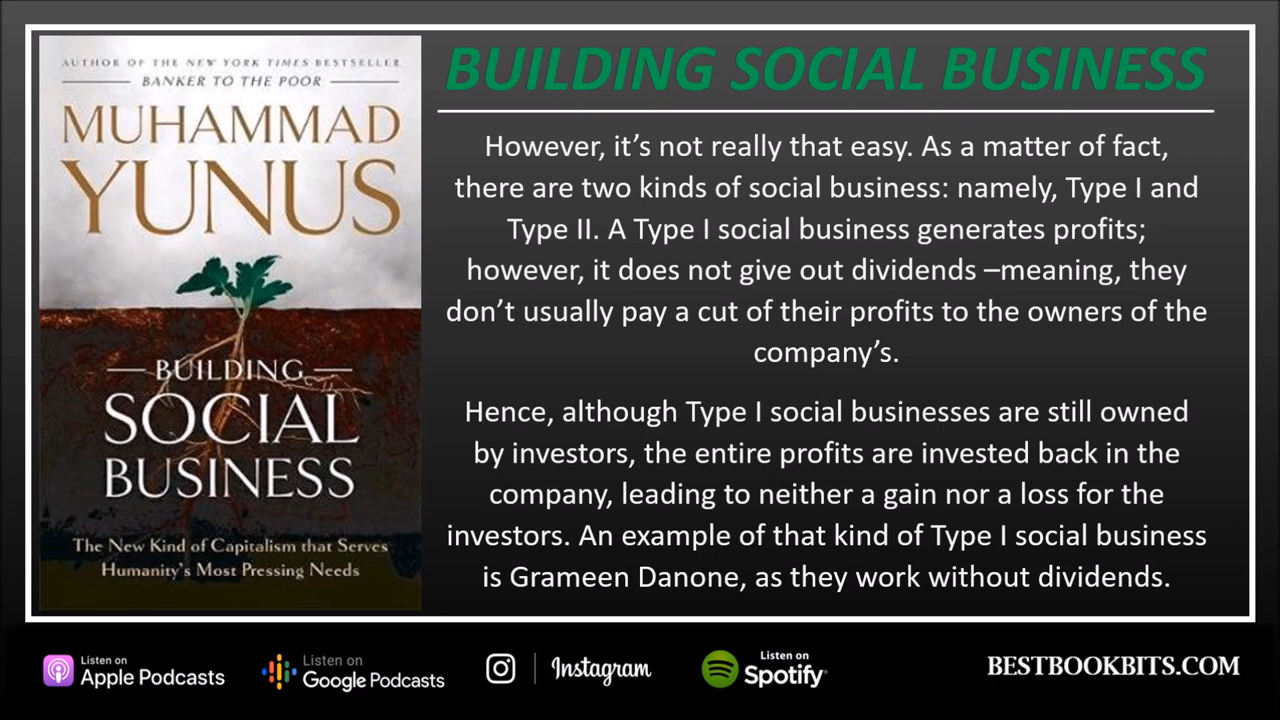 AUTHOR OF THE NEW YORK TIMES BESTSELLER
BANKER TO THE POOR
MUHAMMAD
YUNUS
BUILDING
SOCIAL
BUSINESS
The New Kind of Capitalism that Serves
Humanity's Most Pressing Needs
BUILDING SOCIAL BUSINESS
However, it’s not really that easy. As a matter of fact,
there are two kinds of social business: namely, Type I and
Type II. A Type I social business generates profits;
however, it does not give out dividends –meaning, they
don’t usually pay a cut of their profits to the owners of the
company’s.
Hence, although Type I social businesses are still owned
by investors, the entire profits are invested back in the
company, leading to neither a gain nor a loss for the
investors. An example of that kind of Type I social business
is Grameen Danone, as they work without dividends.
Listen on
Apple Podcasts
Listen on
Google Podcasts
Instagram
Listen on
Spotify
BESTBOOKBITS.COM